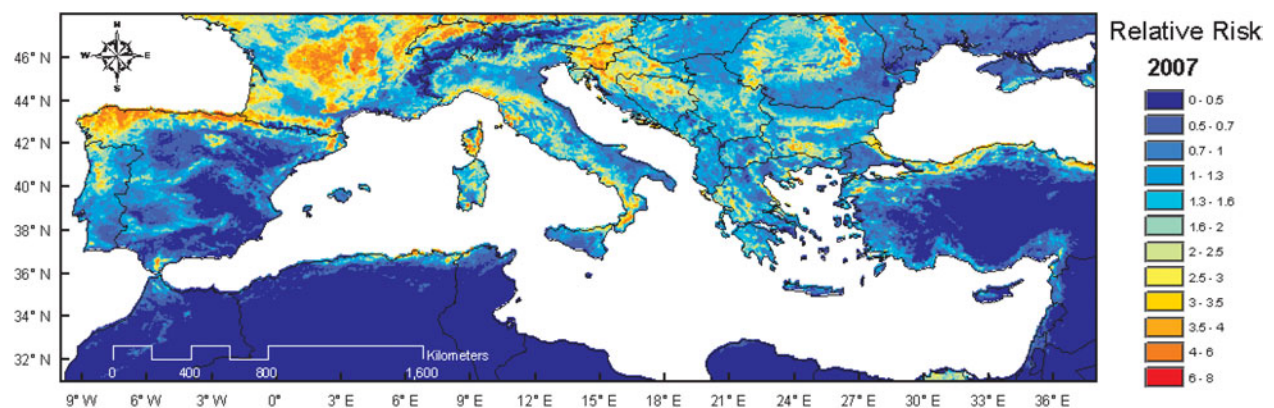 Relative Risk
2007
0 - 0.5
0.5 - 0.7
0.7 - 1
1 - 1.3
1.3 - 1.6
1.6 - 2
2 - 2.5
2.5 - 3
3 - 3.5
3.5 - 4
4 - 6
6 - 8
N
W E
S
46° N
44° N
42° N
40° N
38° N
36° N
34° N
32° N
Kilometers
0 400 800 1,600
9° W 6° W 3° W 0° 3° E 6° E 9° E 12° E 15° E 18° E 21° E 24° E 27° E 30° E 33° E 36° E